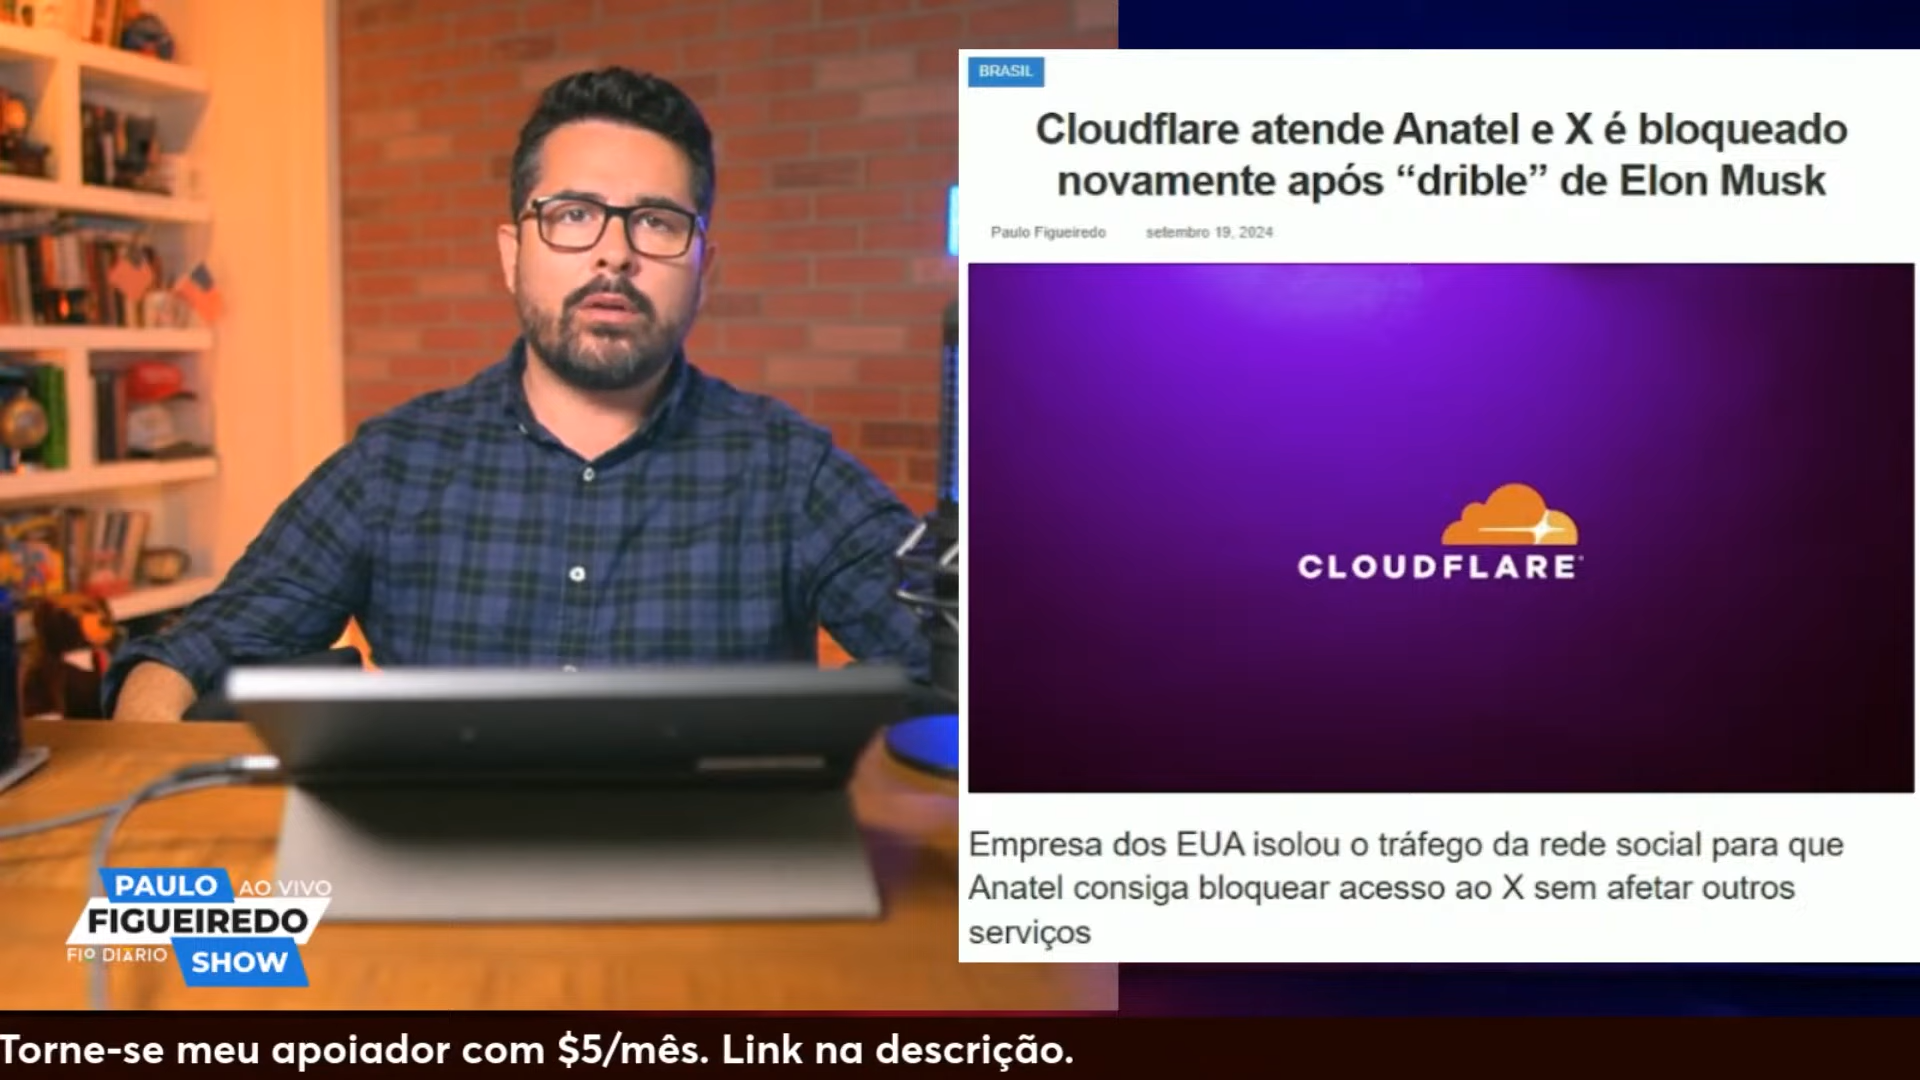 BRASIL
Cloudflare atende Anatel e X é bloqueado
novamente após “drible” de Elon Musk
Paulo Figueiredo setembro 19, 2024
CLOUDFLARE
Empresa dos EUA isolou o tráfego da rede social para que
Anatel consiga bloquear acesso ao X sem afetar outros
serviços
PAULO AO VIVO
FIGUEIREDO
FIO DIÁRIO SHOW
Torne-se meu apoiador com $5/mês. Link na descrição.